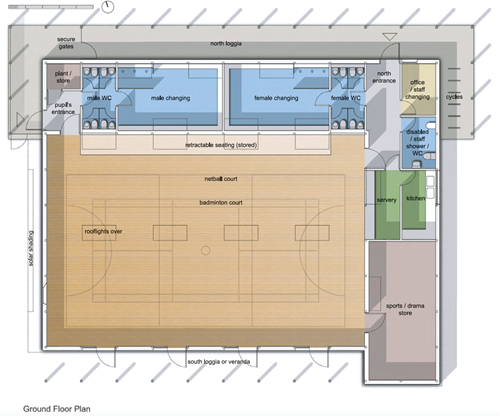 secure
gates
north loggia
plant /
store
pupil's
entrance
male WC
male changing
female changing
female WC
north
entrance
office
/ staff
changing
cycles
disabled
/ staff
shower /
WC
retractable seating (stored)
netball court
badminton court
servery
kitchen
rooflights over
solar shading
sports / drama
store
south loggia or veranda
Ground Floor Plan